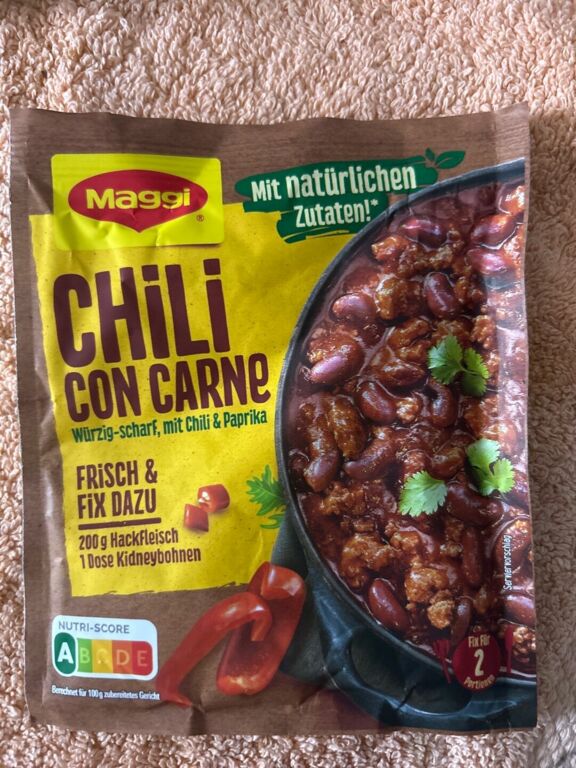 Maggi
®
Mit natürlichen
Zutaten!*
CHiLi
CON CARNE
Würzig-scharf, mit Chili & Paprika
FRISCH &
FiX DAZU
200 g Hackfleisch
1 Dose Kidneybohnen
Serviervorschlag
NUTRI-SCORE
A B C D E
Berechnet für 100 g zubereitetes Gericht
Fix Für
2
Portionen